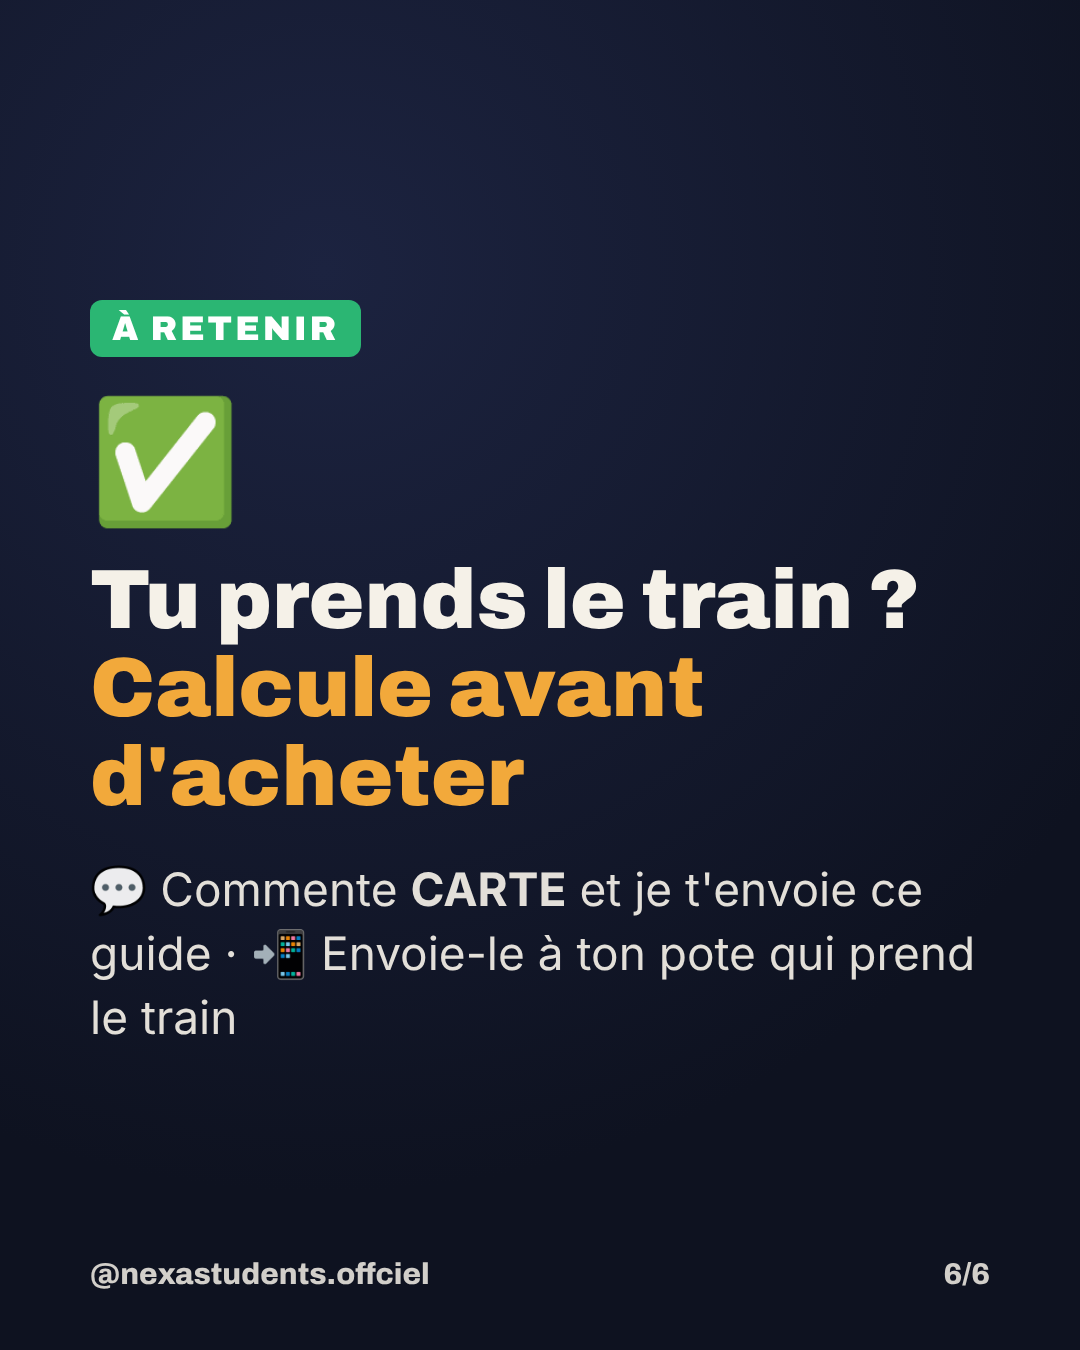 À RETENIR
Tu prends le train ?
Calcule avant
d'acheter
💬 Commente CARTE et je t'envoie ce
guide · 📲 Envoie-le à ton pote qui prend
le train
@nexastudents.offciel
6/6